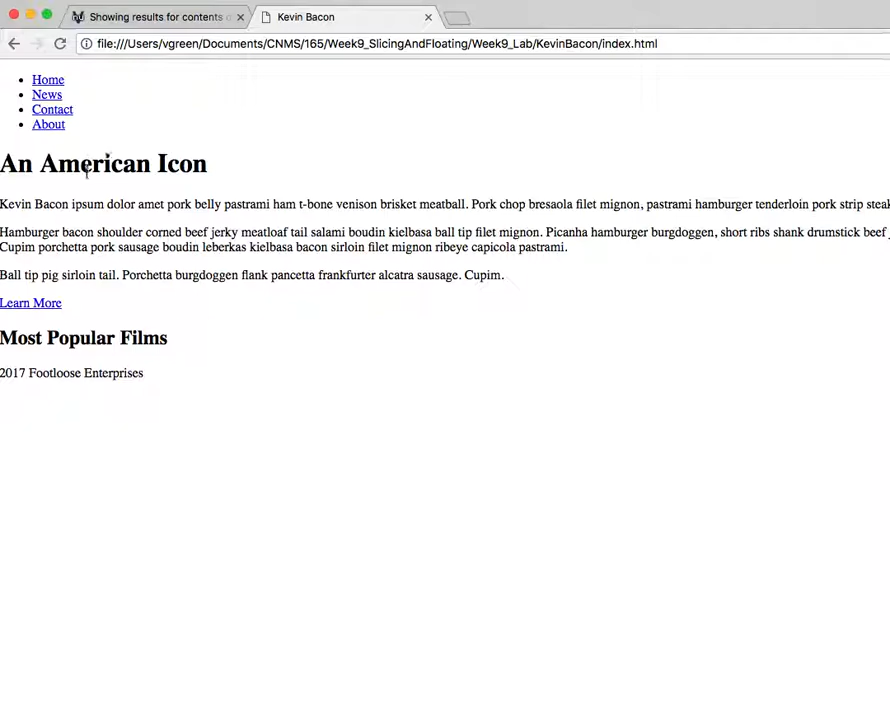 Showing results for contents
Kevin Bacon
file:///Users/vgreen/Documents/CNMS/165/Week9_SlicingAndFloating/Week9_Lab/KevinBacon/index.html
Home
News
Contact
About
An American Icon
Kevin Bacon ipsum dolor amet pork belly pastrami ham t-bone venison brisket meatball. Pork chop bresaola filet mignon, pastrami hamburger tenderloin pork strip steak
Hamburger bacon shoulder corned beef jerky meatloaf tail salami boudin kielbasa ball tip filet mignon. Picanha hamburger burgdoggen, short ribs shank drumstick beef
Cupim porchetta pork sausage boudin leberkas kielbasa bacon sirloin filet mignon ribeye capicola pastrami.
Ball tip pig sirloin tail. Porchetta burgdoggen flank pancetta frankfurter alcatra sausage. Cupim.
Learn More
Most Popular Films
2017 Footloose Enterprises